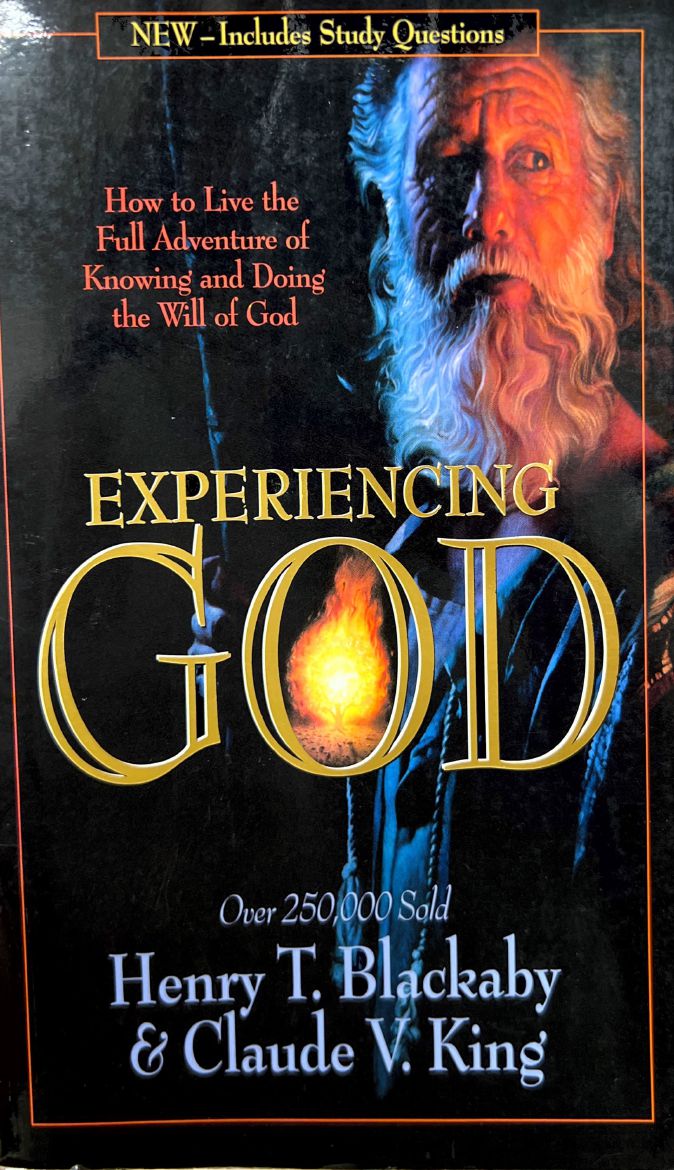 NEW – Includes Study Questions
How to Live the
Full Adventure of
Knowing and Doing
the Will of God
EXPERIENCING
GOD
Over 250,000 Sold
Henry T. Blackaby
& Claude V. King